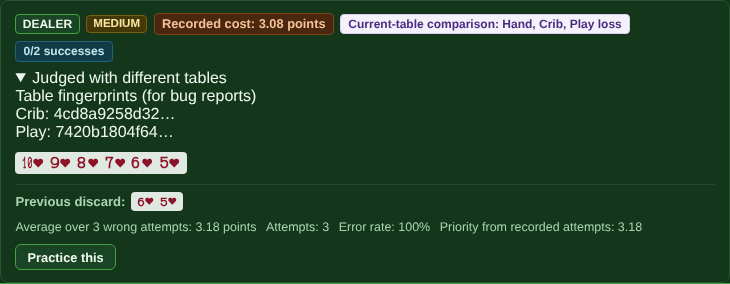 DEALER MEDIUM Recorded cost: 3.08 points Current-table comparison: Hand, Crib, Play loss
0/2 successes
▼ Judged with different tables
Table fingerprints (for bug reports)
Crib: 4cd8a9258d32…
Play: 7420b1804f64…
10♥ 9♥ 8♥ 7♥ 6♥ 5♥
Previous discard: 6♥ 5♥
Average over 3 wrong attempts: 3.18 points Attempts: 3 Error rate: 100% Priority from recorded attempts: 3.18
Practice this